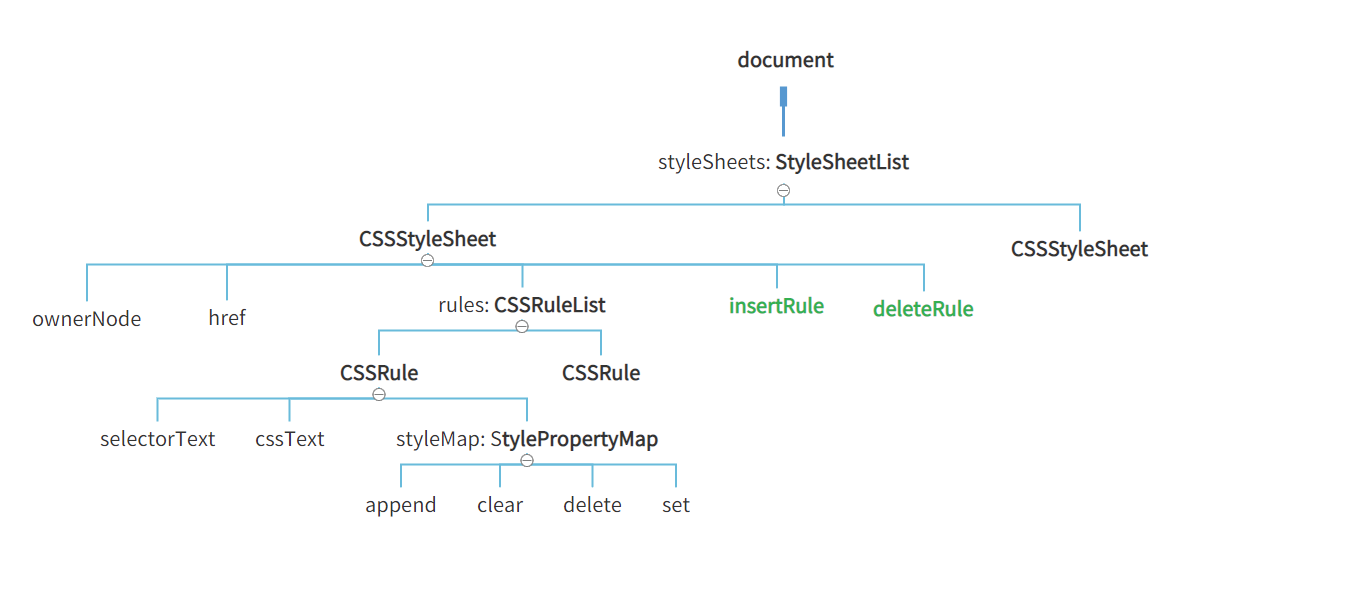 document
styleSheets: StyleSheetList
CSSStyleSheet
CSSStyleSheet
ownerNode
href
rules: CSSRuleList
insertRule
deleteRule
CSSRule
CSSRule
selectorText
cssText
styleMap: StylePropertyMap
append
clear
delete
set